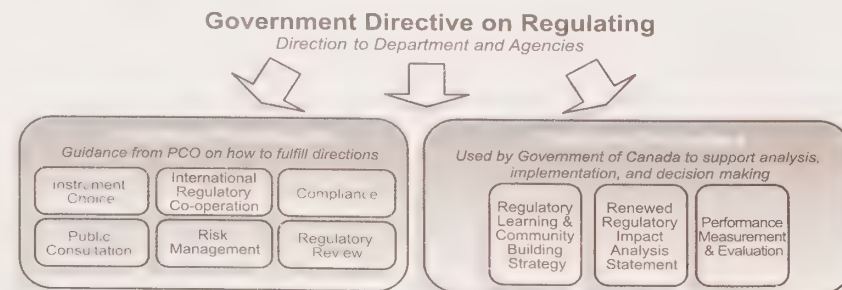 Government Directive on Regulating
Direction to Department and Agencies
Guidance from PCO on how to fulfill directions
Instrument
Choice
International
Regulatory
Co-operation
Compliance
Public
Consultation
Risk
Management
Regulatory
Review
Used by Government of Canada to support analysis,
implementation, and decision making
Regulatory
Learning &
Community
Building
Strategy
Renewed
Regulatory
Impact
Analysis
Statement
Performance
Measurement
& Evaluation